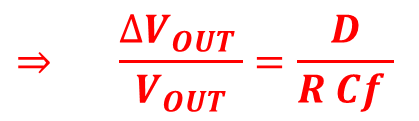 ⇒ ΔV_OUT / V_OUT = D / R Cf